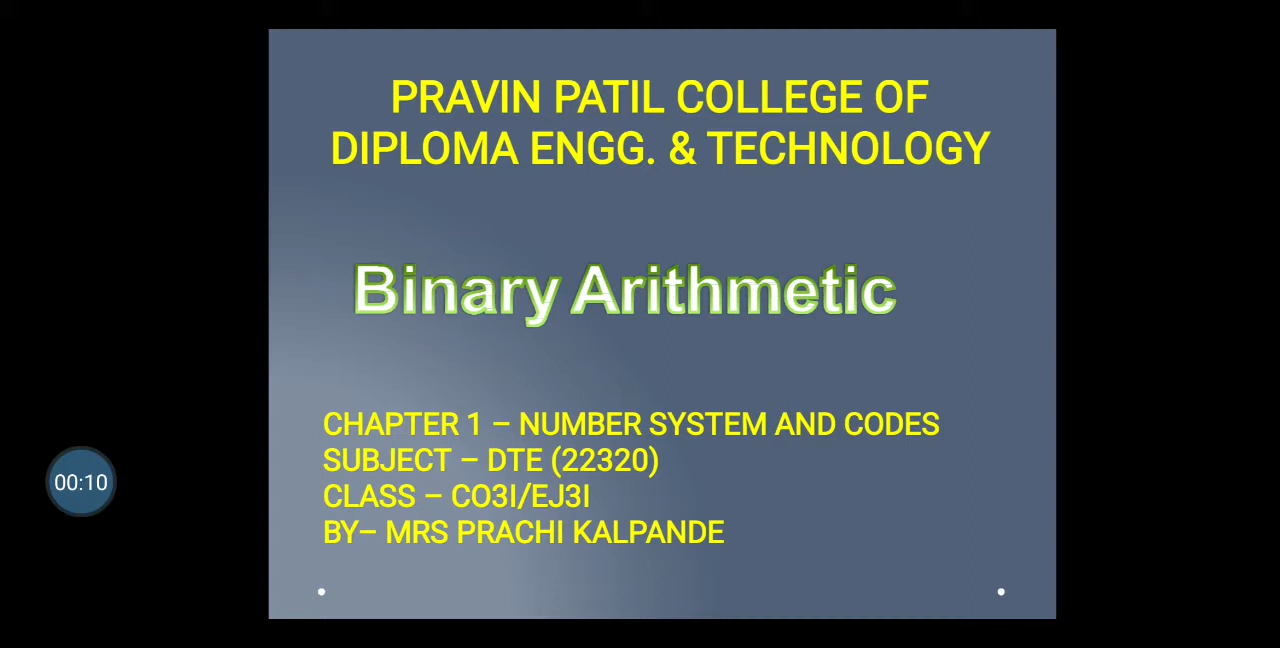 PRAVIN PATIL COLLEGE OF
DIPLOMA ENGG. & TECHNOLOGY
Binary Arithmetic
CHAPTER 1 – NUMBER SYSTEM AND CODES
SUBJECT – DTE (22320)
00:10
CLASS – CO3I/EJ3I
BY– MRS PRACHI KALPANDE